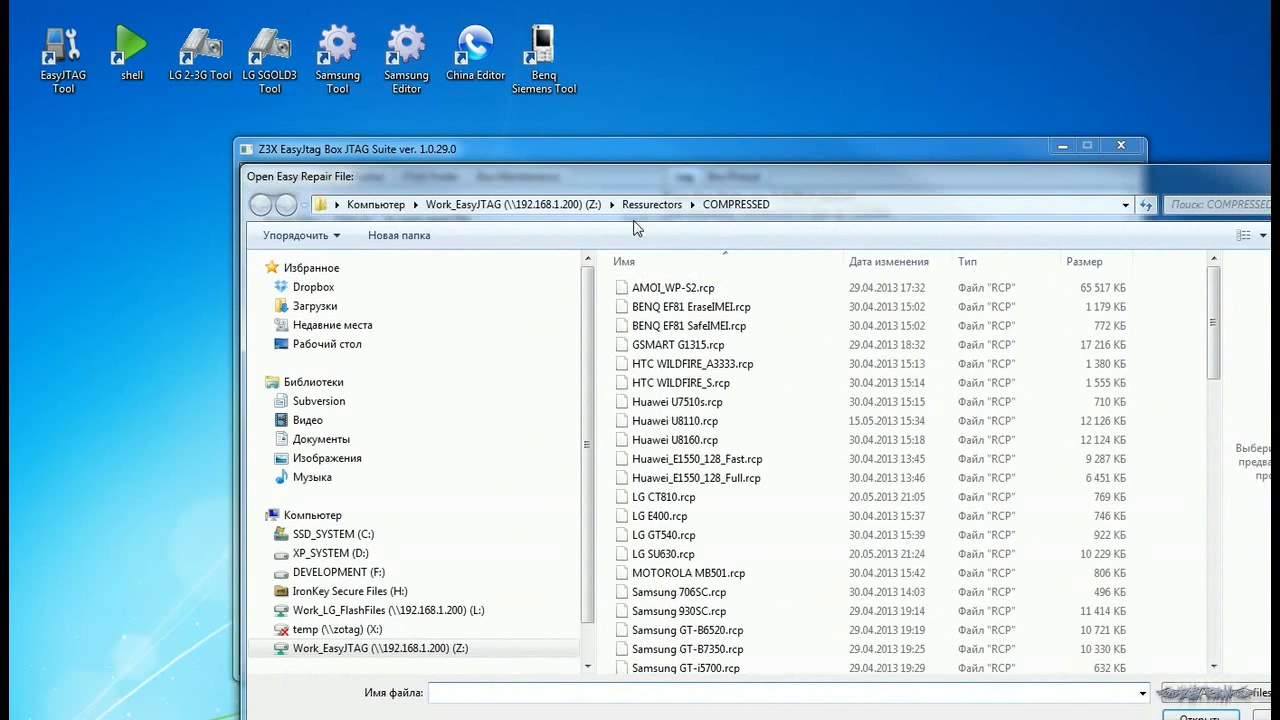 EasyJTAG Tool
shell
LG 2-3G Tool
LG SGOLD3 Tool
Samsung Tool
Samsung Editor
China Editor
Benq Siemens Tool
Z3X EasyJtag Box JTAG Suite ver. 1.0.29.0
Open Easy Repair File:
Компьютер Work_EasyJTAG (\\192.168.1.200) (Z:) Ressurectors COMPRESSED
Поиск: COMPRESSED
Упорядочить Новая папка
Избранное
Dropbox
Загрузки
Недавние места
Рабочий стол
Библиотеки
Subversion
Видео
Документы
Изображения
Музыка
Компьютер
SSD_SYSTEM (C:)
XP_SYSTEM (D:)
DEVELOPMENT (F:)
IronKey Secure Files (H:)
Work_LG_FlashFiles (\\192.168.1.200) (L:)
temp (\\zotag) (X:)
Work_EasyJTAG (\\192.168.1.200) (Z:)
Имя Дата изменения Тип Размер
AMOI_WP-S2.rcp 29.04.2013 17:32 Файл "RCP" 65 517 КБ
BENQ EF81 EraseIMEI.rcp 30.04.2013 15:02 Файл "RCP" 1 179 КБ
BENQ EF81 SafeIMEI.rcp 30.04.2013 15:02 Файл "RCP" 772 КБ
GSMART G1315.rcp 29.04.2013 18:32 Файл "RCP" 17 216 КБ
HTC WILDFIRE_A3333.rcp 30.04.2013 15:13 Файл "RCP" 1 380 КБ
HTC WILDFIRE_S.rcp 30.04.2013 15:14 Файл "RCP" 1 555 КБ
Huawei U7510s.rcp 30.04.2013 15:15 Файл "RCP" 710 КБ
Huawei U8110.rcp 15.05.2013 15:34 Файл "RCP" 12 126 КБ
Huawei U8160.rcp 30.04.2013 15:18 Файл "RCP" 12 124 КБ
Huawei_E1550_128_Fast.rcp 30.04.2013 13:45 Файл "RCP" 9 287 КБ
Huawei_E1550_128_Full.rcp 30.04.2013 13:46 Файл "RCP" 6 451 КБ
LG CT810.rcp 20.05.2013 21:05 Файл "RCP" 769 КБ
LG E400.rcp 30.04.2013 15:37 Файл "RCP" 746 КБ
LG GT540.rcp 30.04.2013 15:39 Файл "RCP" 922 КБ
LG SU630.rcp 20.05.2013 21:24 Файл "RCP" 10 229 КБ
MOTOROLA MB501.rcp 30.04.2013 15:42 Файл "RCP" 806 КБ
Samsung 706SC.rcp 30.04.2013 14:03 Файл "RCP" 496 КБ
Samsung 930SC.rcp 29.04.2013 19:14 Файл "RCP" 11 414 КБ
Samsung GT-B6520.rcp 29.04.2013 19:19 Файл "RCP" 10 721 КБ
Samsung GT-B7350.rcp 29.04.2013 19:25 Файл "RCP" 10 330 КБ
Samsung GT-i5700.rcp 29.04.2013 19:29 Файл "RCP" 632 КБ
Имя файла: